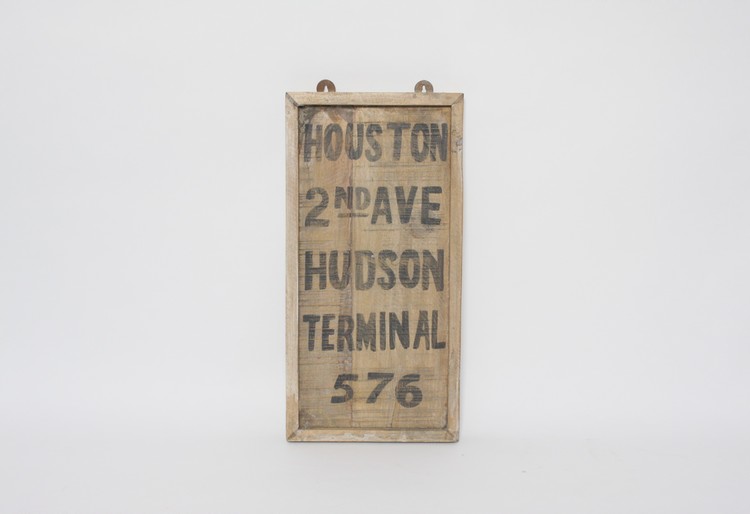 HOUSTON
2ND AVE
HUDSON
TERMINAL
576